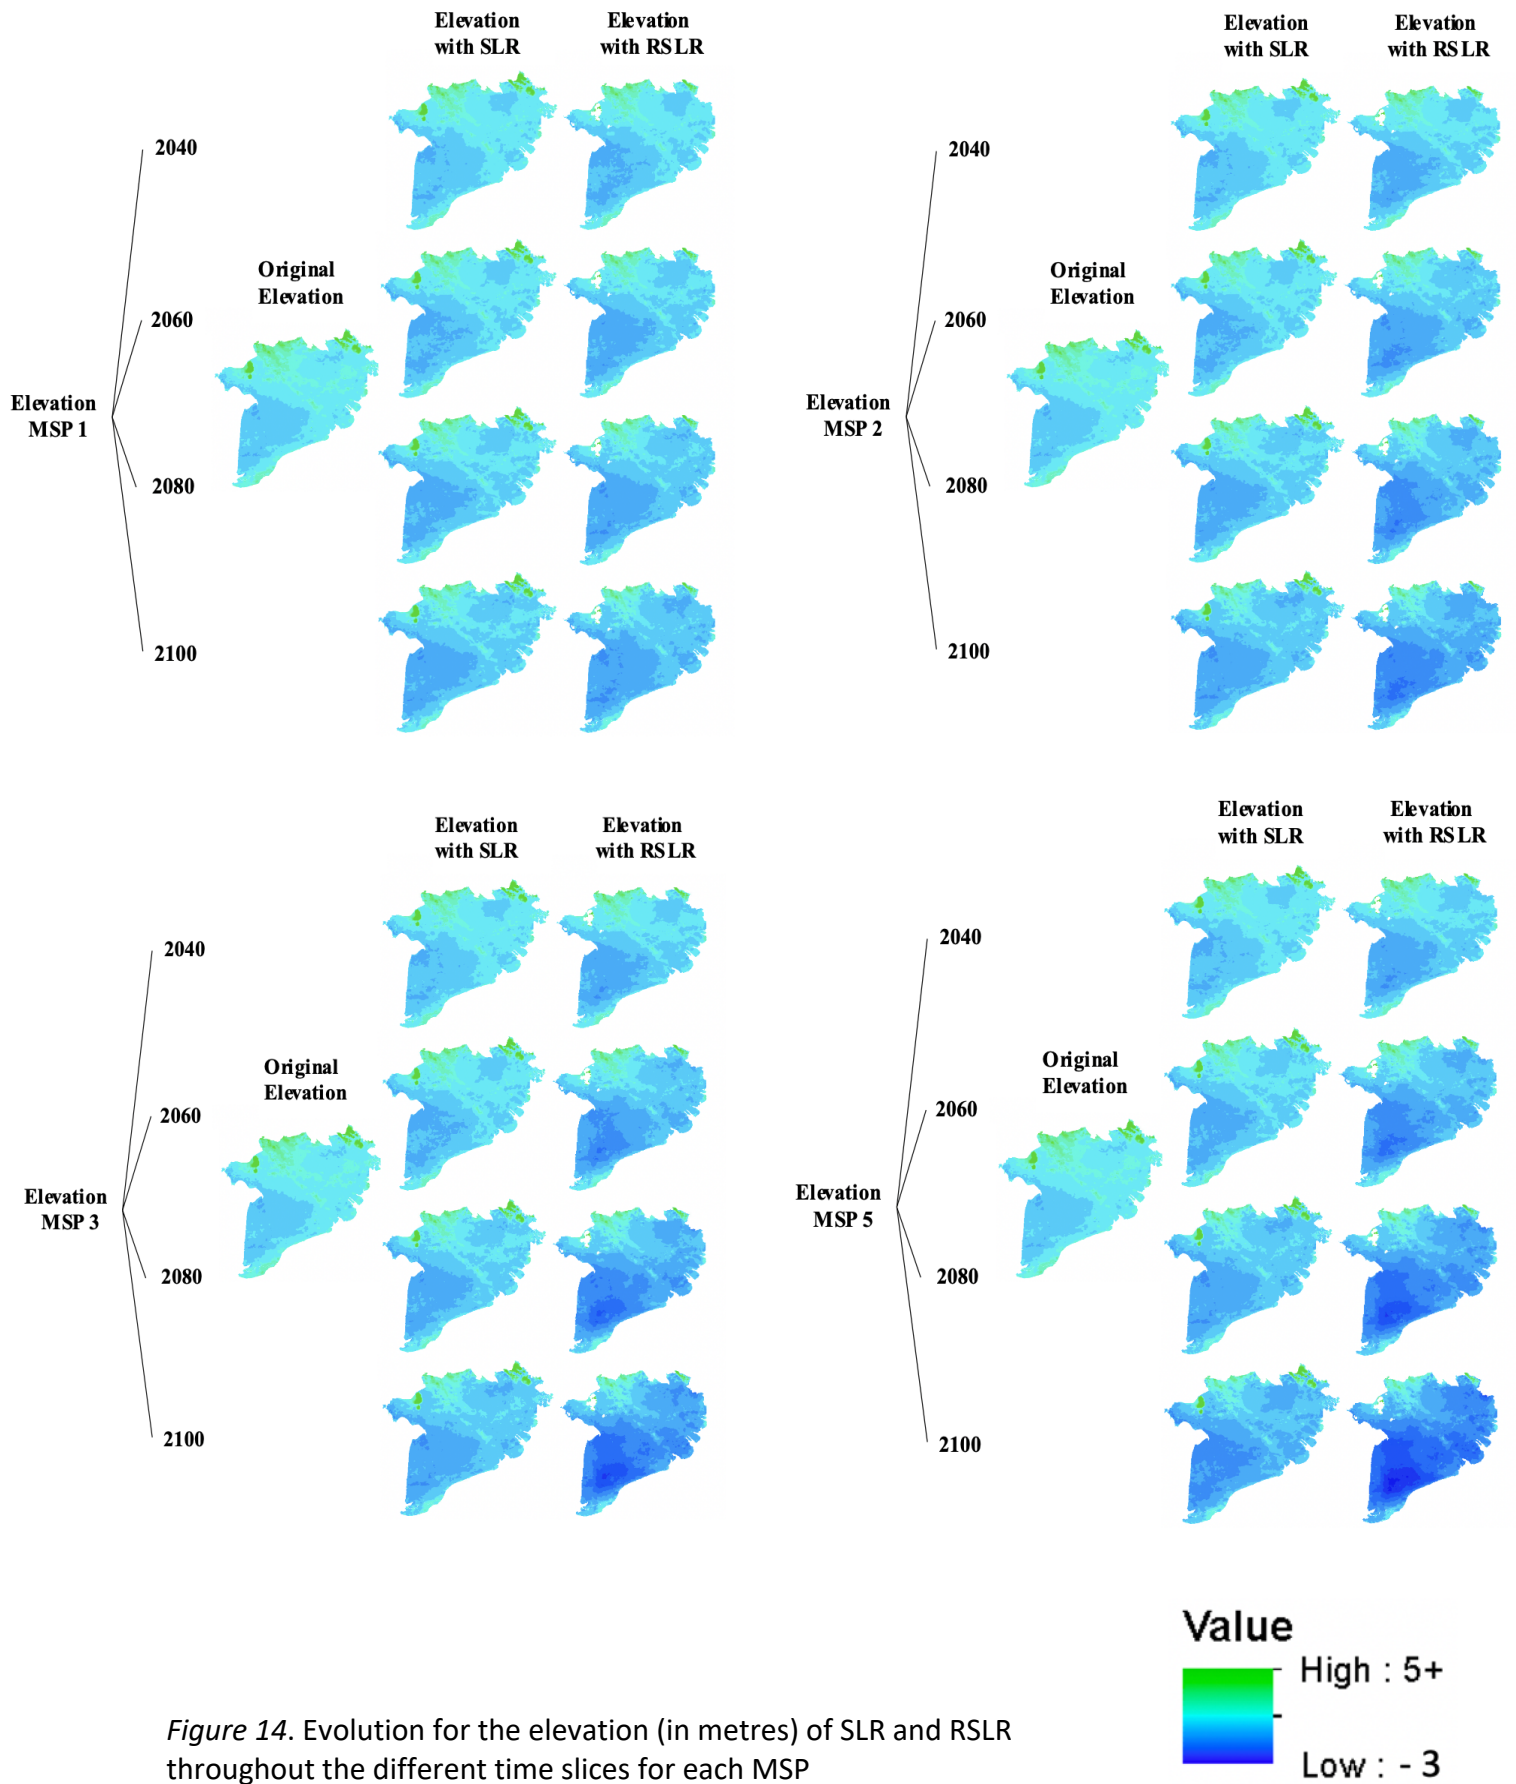 Elevation
with SLR
Elevation
with RSLR
2040
2060
2080
2100
Original
Elevation
Elevation
MSP 1
Elevation
with SLR
Elevation
with RSLR
2040
2060
2080
2100
Original
Elevation
Elevation
MSP 2
Elevation
with SLR
Elevation
with RSLR
2040
2060
2080
2100
Original
Elevation
Elevation
MSP 3
Elevation
with SLR
Elevation
with RSLR
2040
2060
2080
2100
Original
Elevation
Elevation
MSP 5
Value
High : 5+
Low : - 3
Figure 14. Evolution for the elevation (in metres) of SLR and RSLR
throughout the different time slices for each MSP